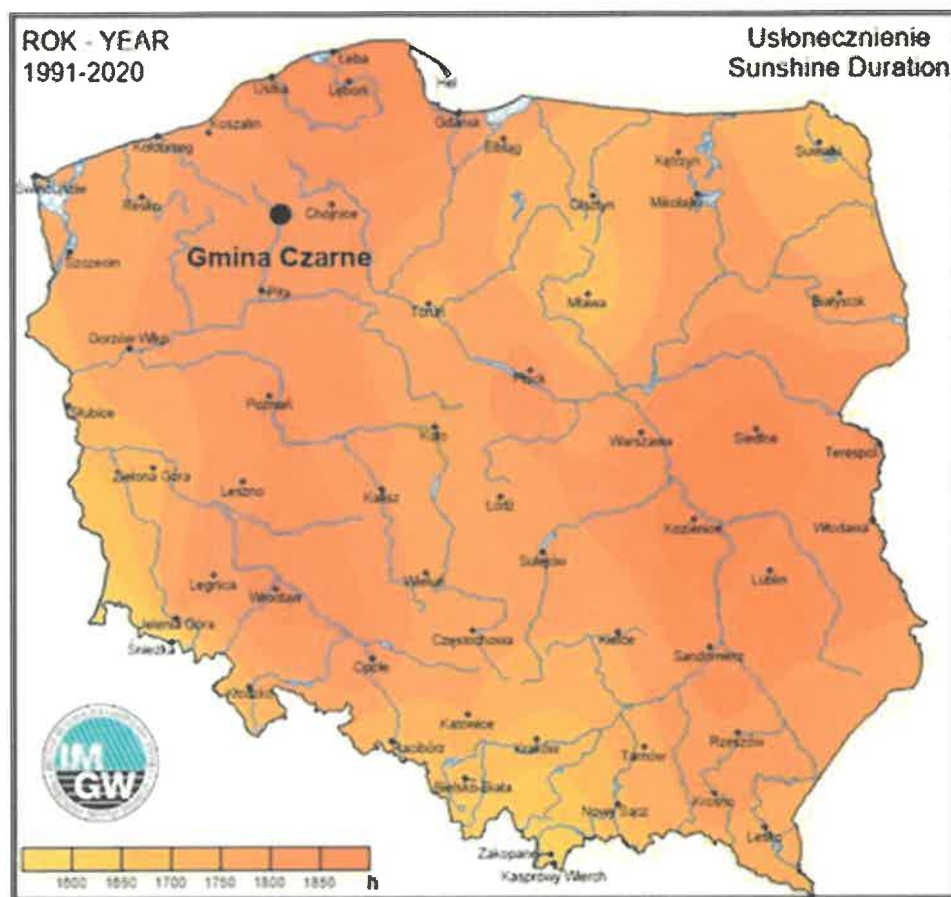 ROK - YEAR
1991-2020
Usłonecznienie
Sunshine Duration
Łeba
Ustka
Lębork
Hel
Gdańsk
Koszalin
Kołobrzeg
Elbląg
Kętrzyn
Suwałki
Świnoujście
Resko
Chojnice
Olsztyn
Mikołajki
Gmina Czarne
Szczecin
Piła
Toruń
Mława
Białystok
Gorzów Wlkp
Płock
Słubice
Poznań
Koło
Warszawa
Siedlce
Terespol
Zielona Góra
Leszno
Kalisz
Łódź
Kozienice
Włodawa
Sulejów
Legnica
Wrocław
Wieluń
Lublin
Jelenia Góra
Śnieżka
Częstochowa
Kielce
Sandomierz
Opole
Kłodzko
Katowice
Racibórz
Kraków
Tarnów
Rzeszów
Bielsko-Biała
Nowy Sącz
Krosno
Lesko
Zakopane
Kasprowy Wierch
IM
GW
1600 1650 1700 1750 1800 1850 h